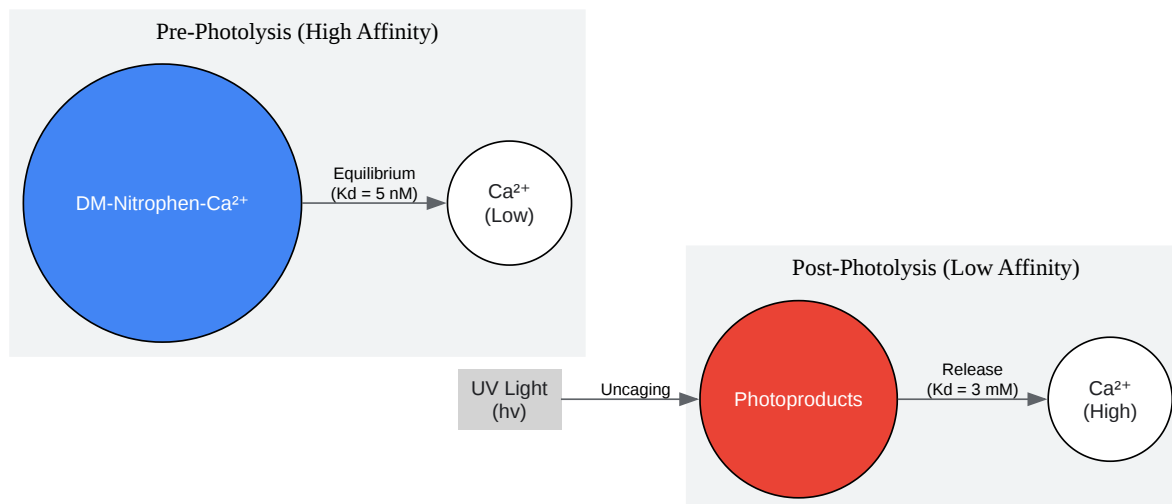 Pre-Photolysis (High Affinity)
DM-Nitrophen-Ca²⁺
Equilibrium
(Kd = 5 nM)
Ca²⁺
(Low)
Post-Photolysis (Low Affinity)
UV Light
(hv)
Uncaging
Photoproducts
Release
(Kd = 3 mM)
Ca²⁺
(High)